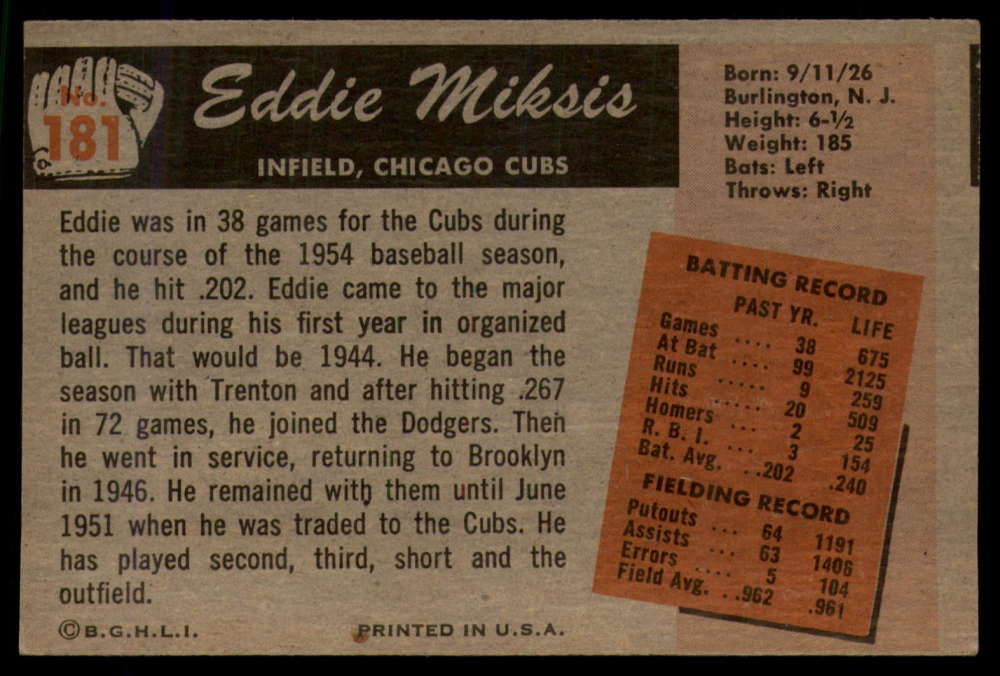 No.
181
Eddie Miksis
INFIELD, CHICAGO CUBS
Born: 9/11/26
Burlington, N. J.
Height: 6-½
Weight: 185
Bats: Left
Throws: Right
Eddie was in 38 games for the Cubs during
the course of the 1954 baseball season,
and he hit .202. Eddie came to the major
leagues during his first year in organized
ball. That would be 1944. He began the
season with Trenton and after hitting .267
in 72 games, he joined the Dodgers. Then
he went in service, returning to Brooklyn
in 1946. He remained with them until June
1951 when he was traded to the Cubs. He
has played second, third, short and the
outfield.
BATTING RECORD
PAST YR. LIFE
Games .... 38 675
At Bat .... 99 2125
Runs ..... 9 259
Hits ..... 20 509
Homers ... 2 25
R. B. I. ... 3 154
Bat. Avg. ..202 .240
FIELDING RECORD
Putouts ... 64 1191
Assists ... 63 1406
Errors .... 5 104
Field Avg. ..962 .961
©B.G.H.L.I. PRINTED IN U.S.A.